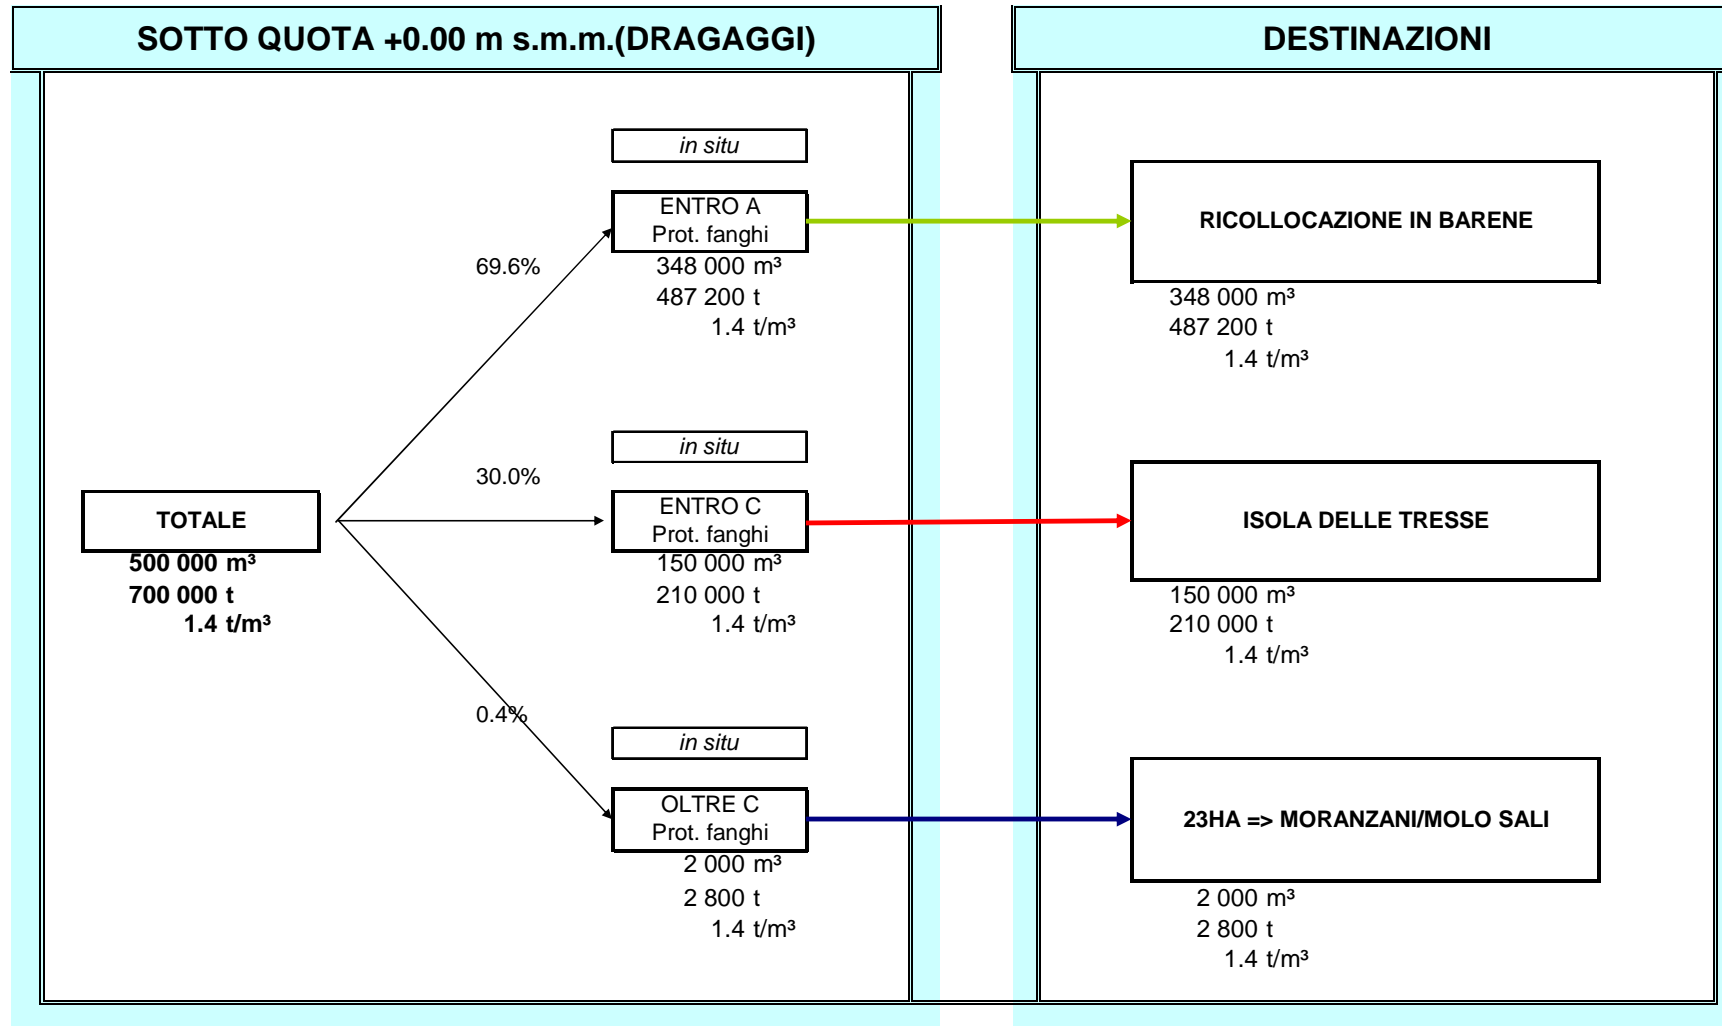 SOTTO QUOTA +0.00 m s.m.m.(DRAGAGGI)
DESTINAZIONI
in situ
ENTRO A
Prot. fanghi
348 000 m³
487 200 t
1.4 t/m³
69.6%
RICOLLOCAZIONE IN BARENE
348 000 m³
487 200 t
1.4 t/m³
in situ
30.0%
TOTALE
500 000 m³
700 000 t
1.4 t/m³
ENTRO C
Prot. fanghi
150 000 m³
210 000 t
1.4 t/m³
ISOLA DELLE TRESSE
150 000 m³
210 000 t
1.4 t/m³
0.4%
in situ
OLTRE C
Prot. fanghi
2 000 m³
2 800 t
1.4 t/m³
23HA => MORANZANI/MOLO SALI
2 000 m³
2 800 t
1.4 t/m³